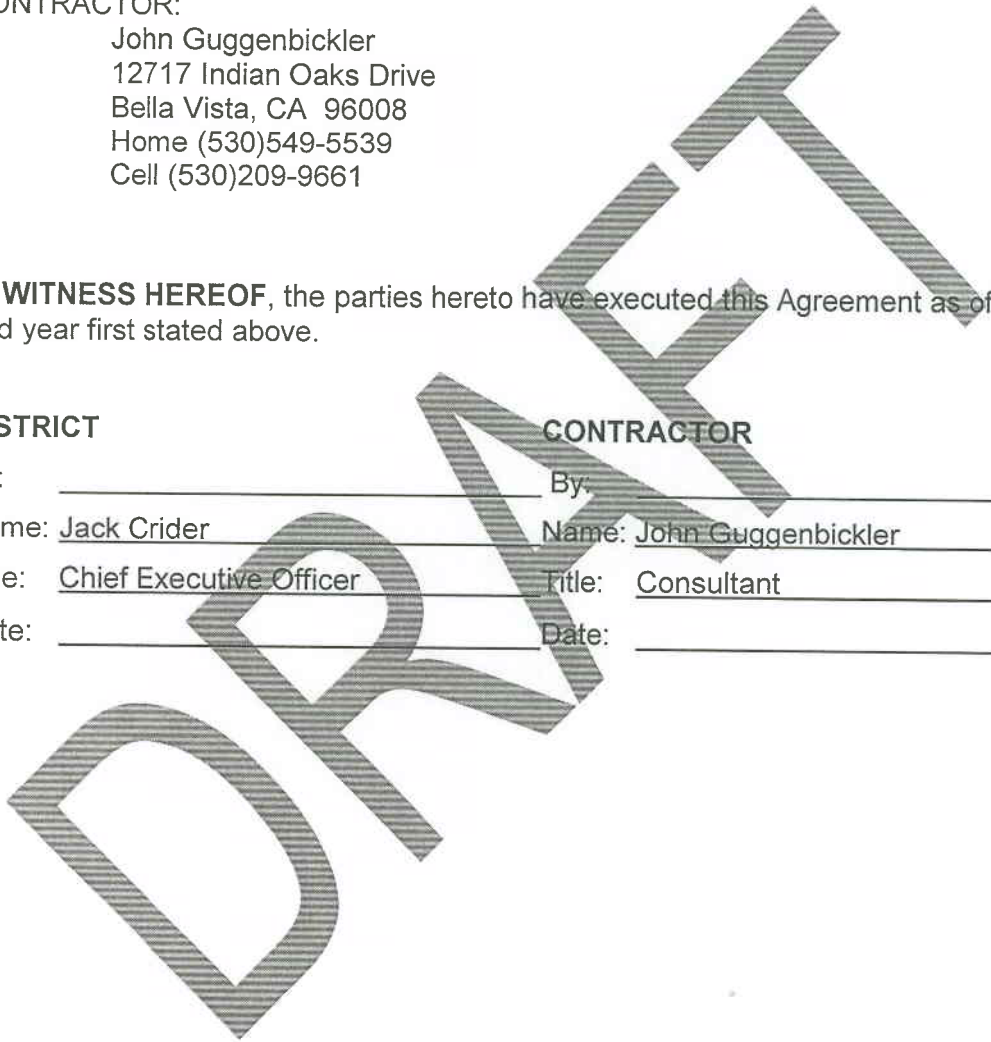 ONTRACTOR:
John Guggenbickler
12717 Indian Oaks Drive
Bella Vista, CA 96008
Home (530)549-5539
Cell (530)209-9661
WITNESS HEREOF, the parties hereto have executed this Agreement as of
d year first stated above.
STRICT CONTRACTOR
: By:
me: Jack Crider Name: John Guggenbickler
e: Chief Executive Officer Title: Consultant
te: Date:
DRAFT